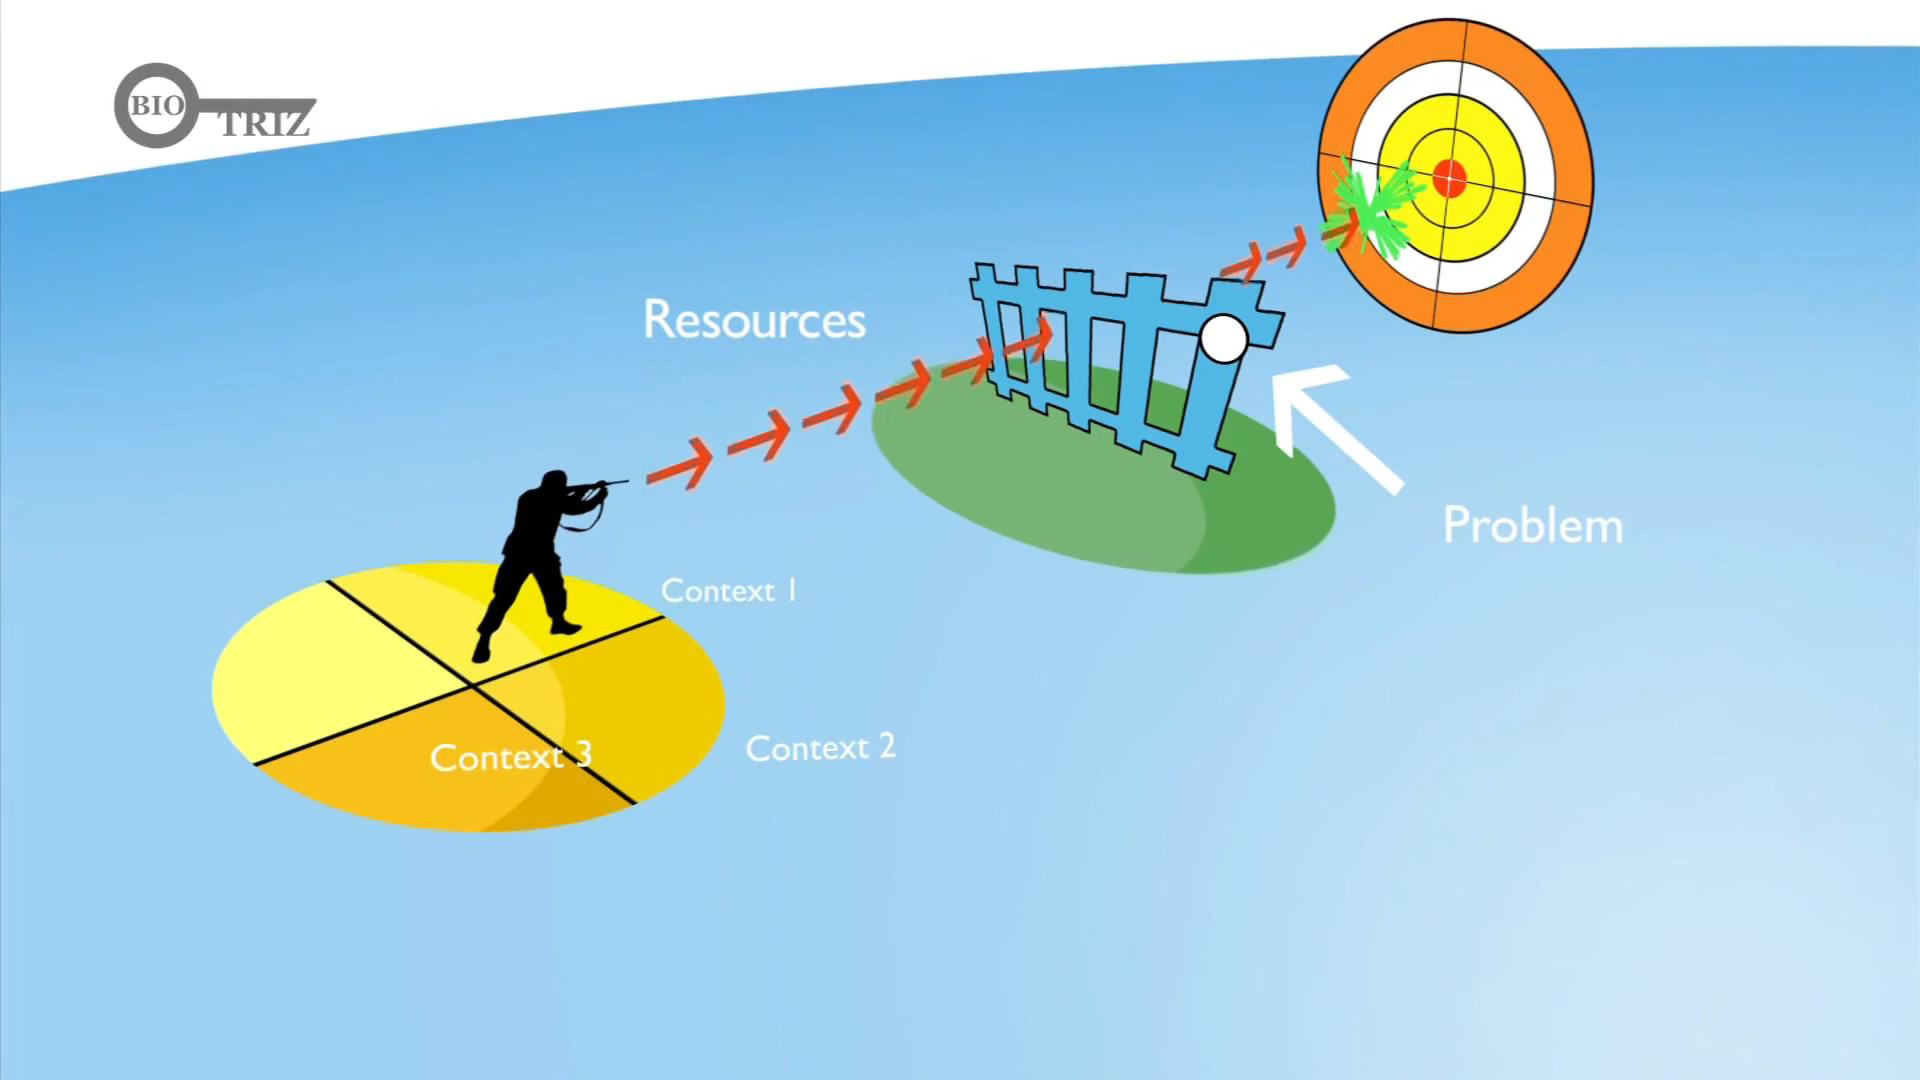 BIO
TRIZ
Resources
Problem
Context 1
Context 2
Context 3